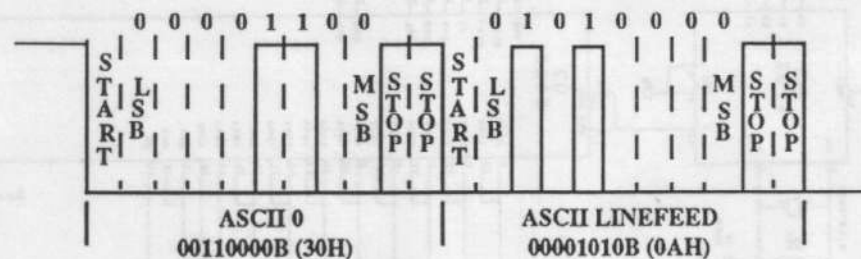 0 0 0 0 1 1 0 0 0 1 0 1 0 0 0 0
START LSB MSB STOP STOP START LSB MSB STOP STOP
ASCII 0 ASCII LINEFEED
00110000B (30H) 00001010B (0AH)